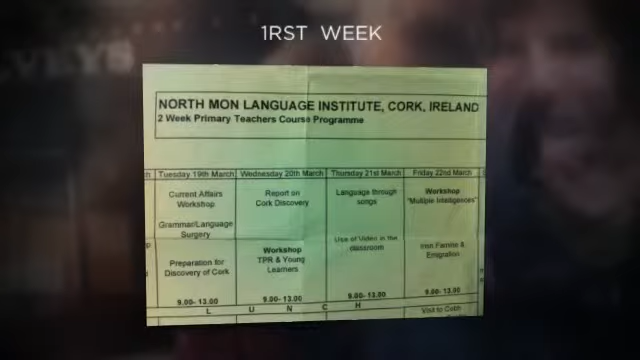 1RST WEEK
VEYS
NORTH MON LANGUAGE INSTITUTE, CORK, IRELAND
2 Week Primary Teachers Course Programme
Tuesday 19th March Wednesday 20th March Thursday 21st March Friday 22nd March
Current Affairs
Workshop
Grammar/Language
Surgery
Preparation for
Discovery of Cork
9.00- 13.00
Report on
Cork Discovery
Workshop
TPR & Young
Learners
9.00- 13.00
Language through
songs
Use of Video in the
classroom
9.00- 13.00
Workshop
"Multiple Intelligences"
Irish Famine &
Emigration
9.00- 13.00
L U N C H
Visit to Cobh